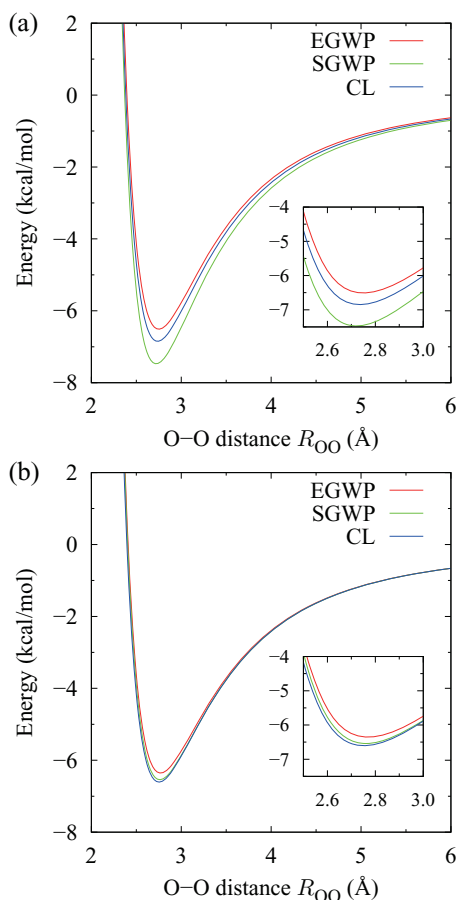 (a)
2
0
−2
−4
−6
−8
Energy (kcal/mol)
EGWP
SGWP
CL
−4
−5
−6
−7
2.6 2.8 3.0
2 3 4 5 6
O−O distance R_OO (Å)
(b)
2
0
−2
−4
−6
−8
Energy (kcal/mol)
EGWP
SGWP
CL
−4
−5
−6
−7
2.6 2.8 3.0
2 3 4 5 6
O−O distance R_OO (Å)